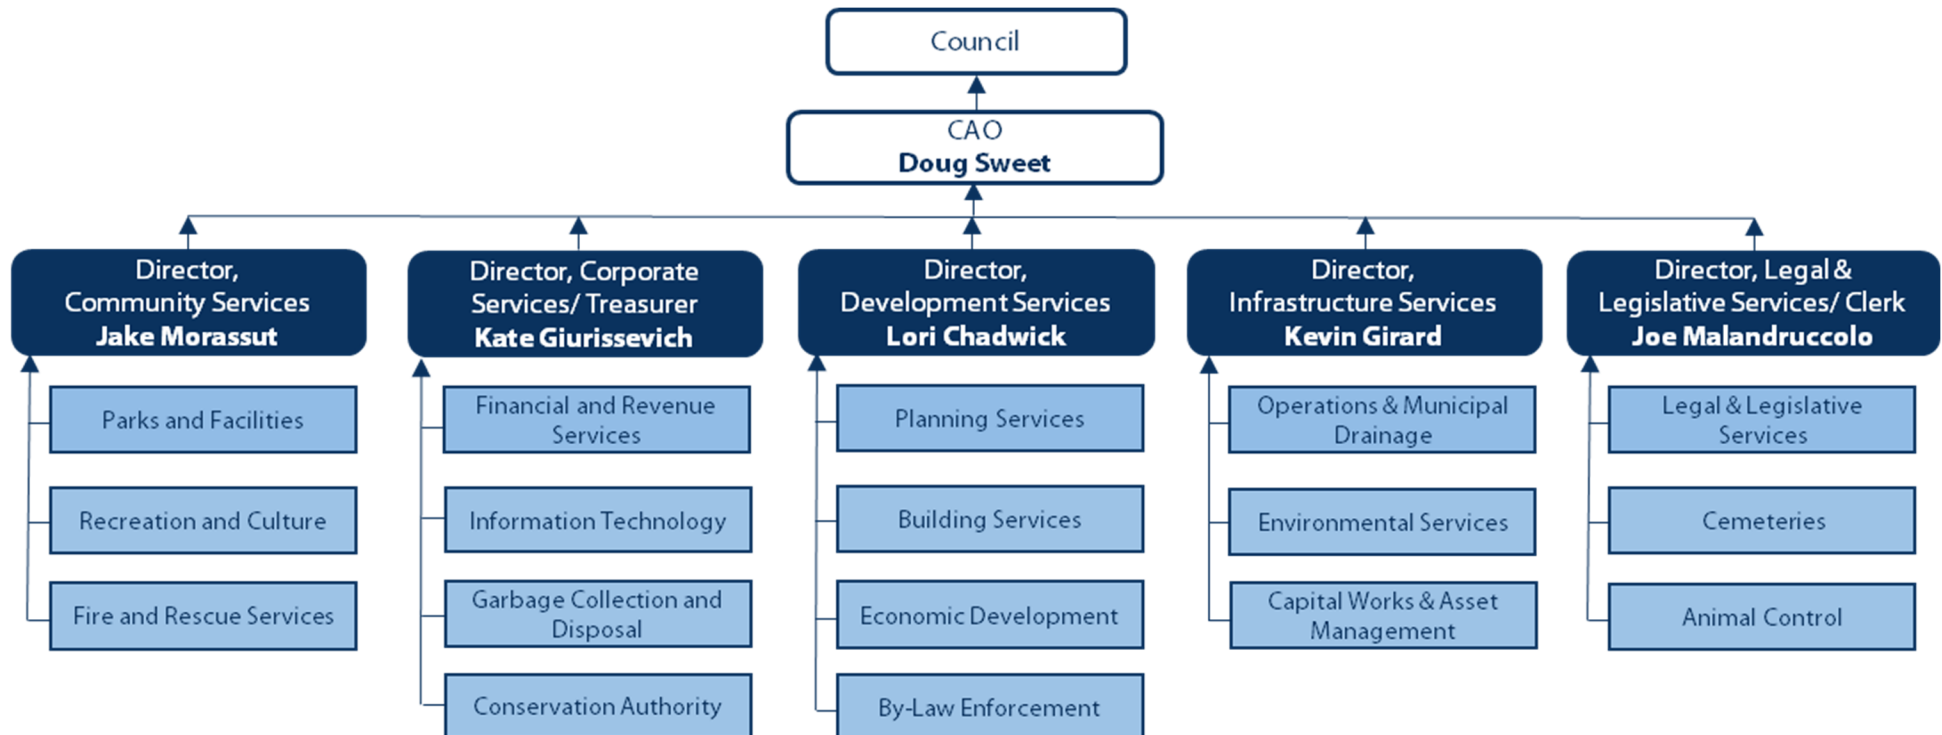 Council
CAO
Doug Sweet
Director,
Community Services
Jake Morassut
Director, Corporate
Services/ Treasurer
Kate Giurissevich
Director,
Development Services
Lori Chadwick
Director,
Infrastructure Services
Kevin Girard
Director, Legal &
Legislative Services/ Clerk
Joe Malandruccolo
Parks and Facilities
Recreation and Culture
Fire and Rescue Services
Financial and Revenue
Services
Information Technology
Garbage Collection and
Disposal
Conservation Authority
Planning Services
Building Services
Economic Development
By-Law Enforcement
Operations & Municipal
Drainage
Environmental Services
Capital Works & Asset
Management
Legal & Legislative
Services
Cemeteries
Animal Control